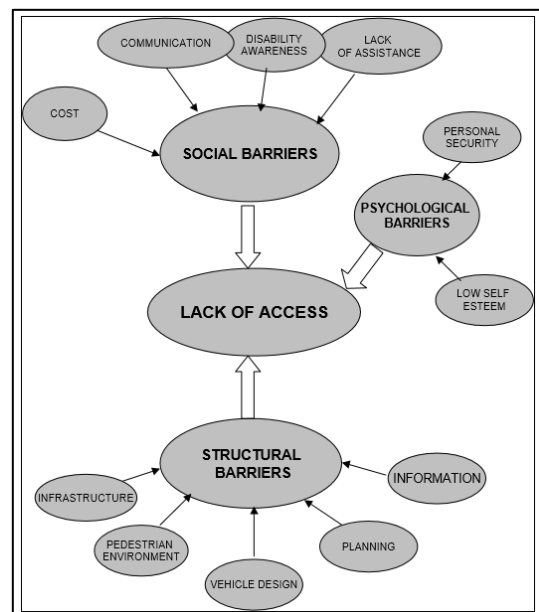 COMMUNICATION
DISABILITY
AWARENESS
LACK
OF ASSISTANCE
COST
SOCIAL BARRIERS
PERSONAL
SECURITY
PSYCHOLOGICAL
BARRIERS
LOW SELF
ESTEEM
LACK OF ACCESS
STRUCTURAL
BARRIERS
INFRASTRUCTURE
PEDESTRIAN
ENVIRONMENT
VEHICLE DESIGN
PLANNING
INFORMATION